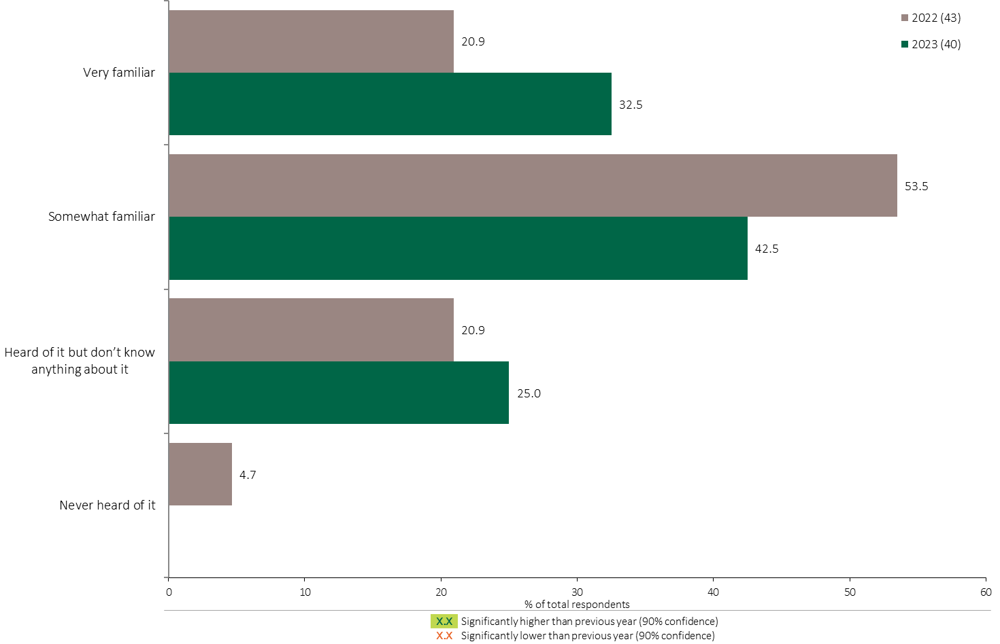 2022 (43)
2023 (40)
Very familiar
20.9
32.5
Somewhat familiar
53.5
42.5
Heard of it but don’t know
anything about it
20.9
25.0
Never heard of it
4.7
0 10 20 30 40 50 60
% of total respondents
X.X Significantly higher than previous year (90% confidence)
X.X Significantly lower than previous year (90% confidence)